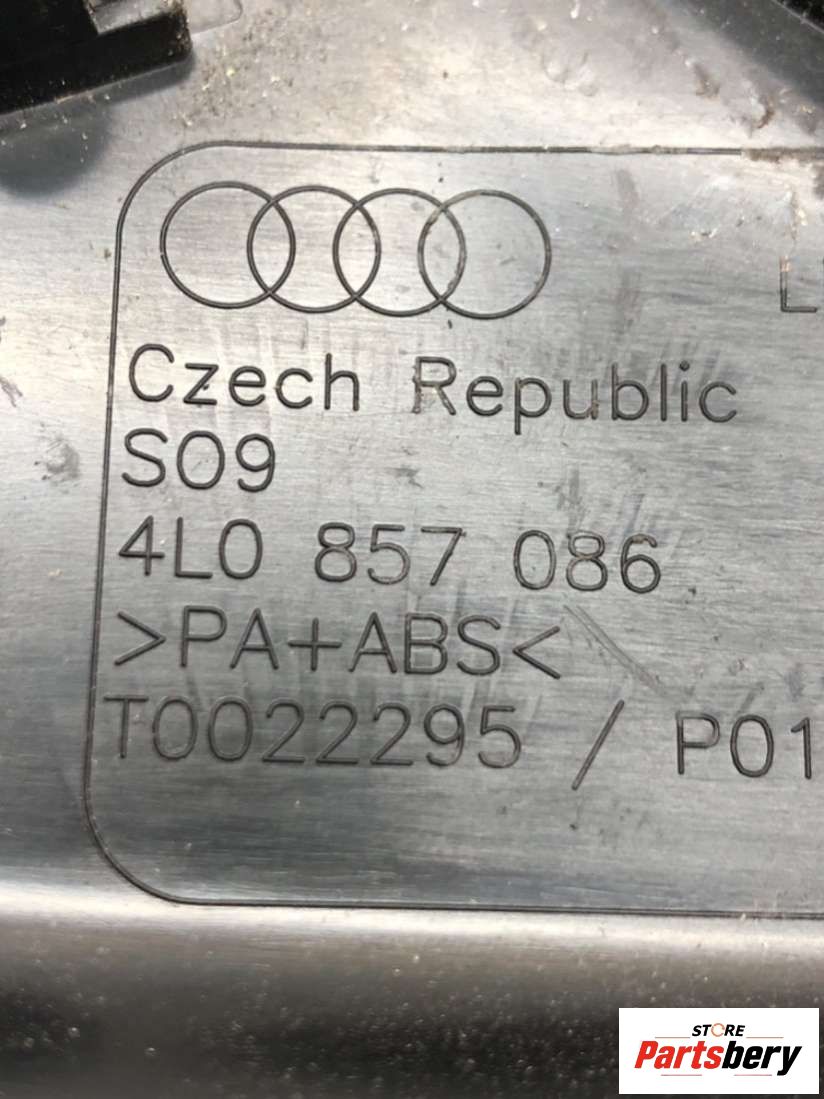 Czech Republic
S09
4L0 857 086
>PA+ABS<
T0022295 / P01
STORE
Partsbery